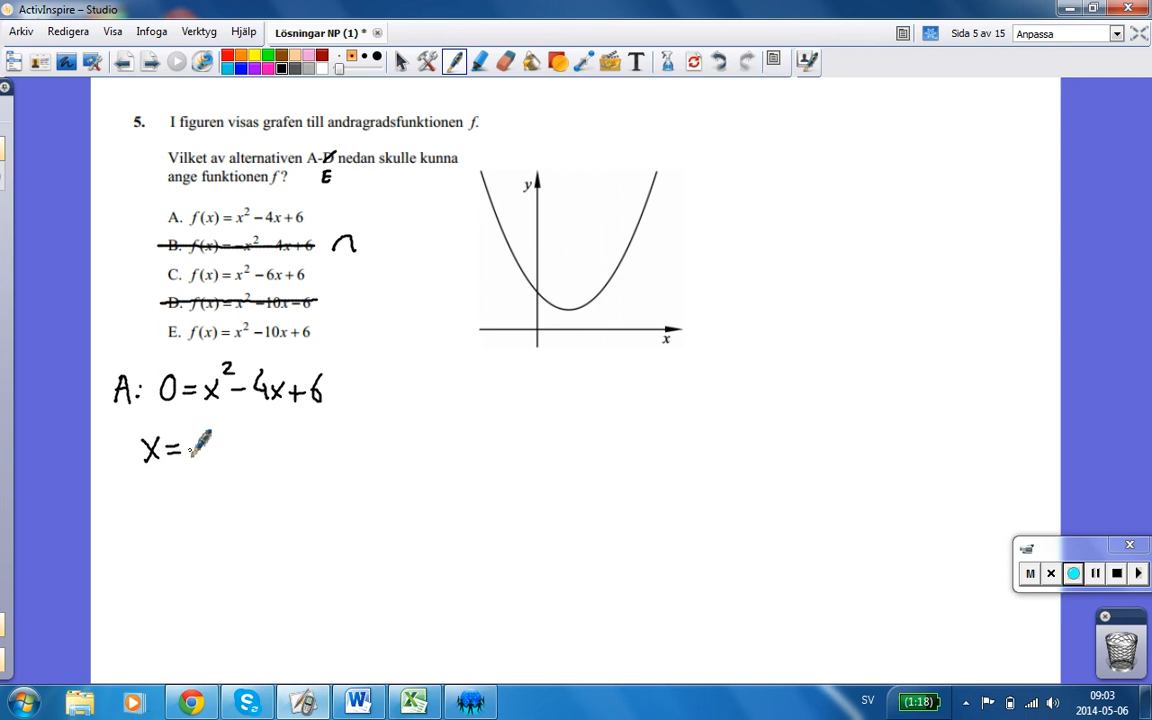 ActivInspire – Studio
Arkiv Redigera Visa Infoga Verktyg Hjälp Lösningar NP (1) * Sida 5 av 15 Anpassa
T
5. I figuren visas grafen till andragradsfunktionen f.
Vilket av alternativen A-D nedan skulle kunna
ange funktionen f ? E
A. f(x) = x² – 4x + 6
B. f(x) = –x² – 4x + 6
C. f(x) = x² – 6x + 6
D. f(x) = x² – 10x – 6
E. f(x) = x² – 10x + 6
y
x
A: 0 = x² - 4x + 6
x =
M
SV (1:18) 09:03
2014-05-06